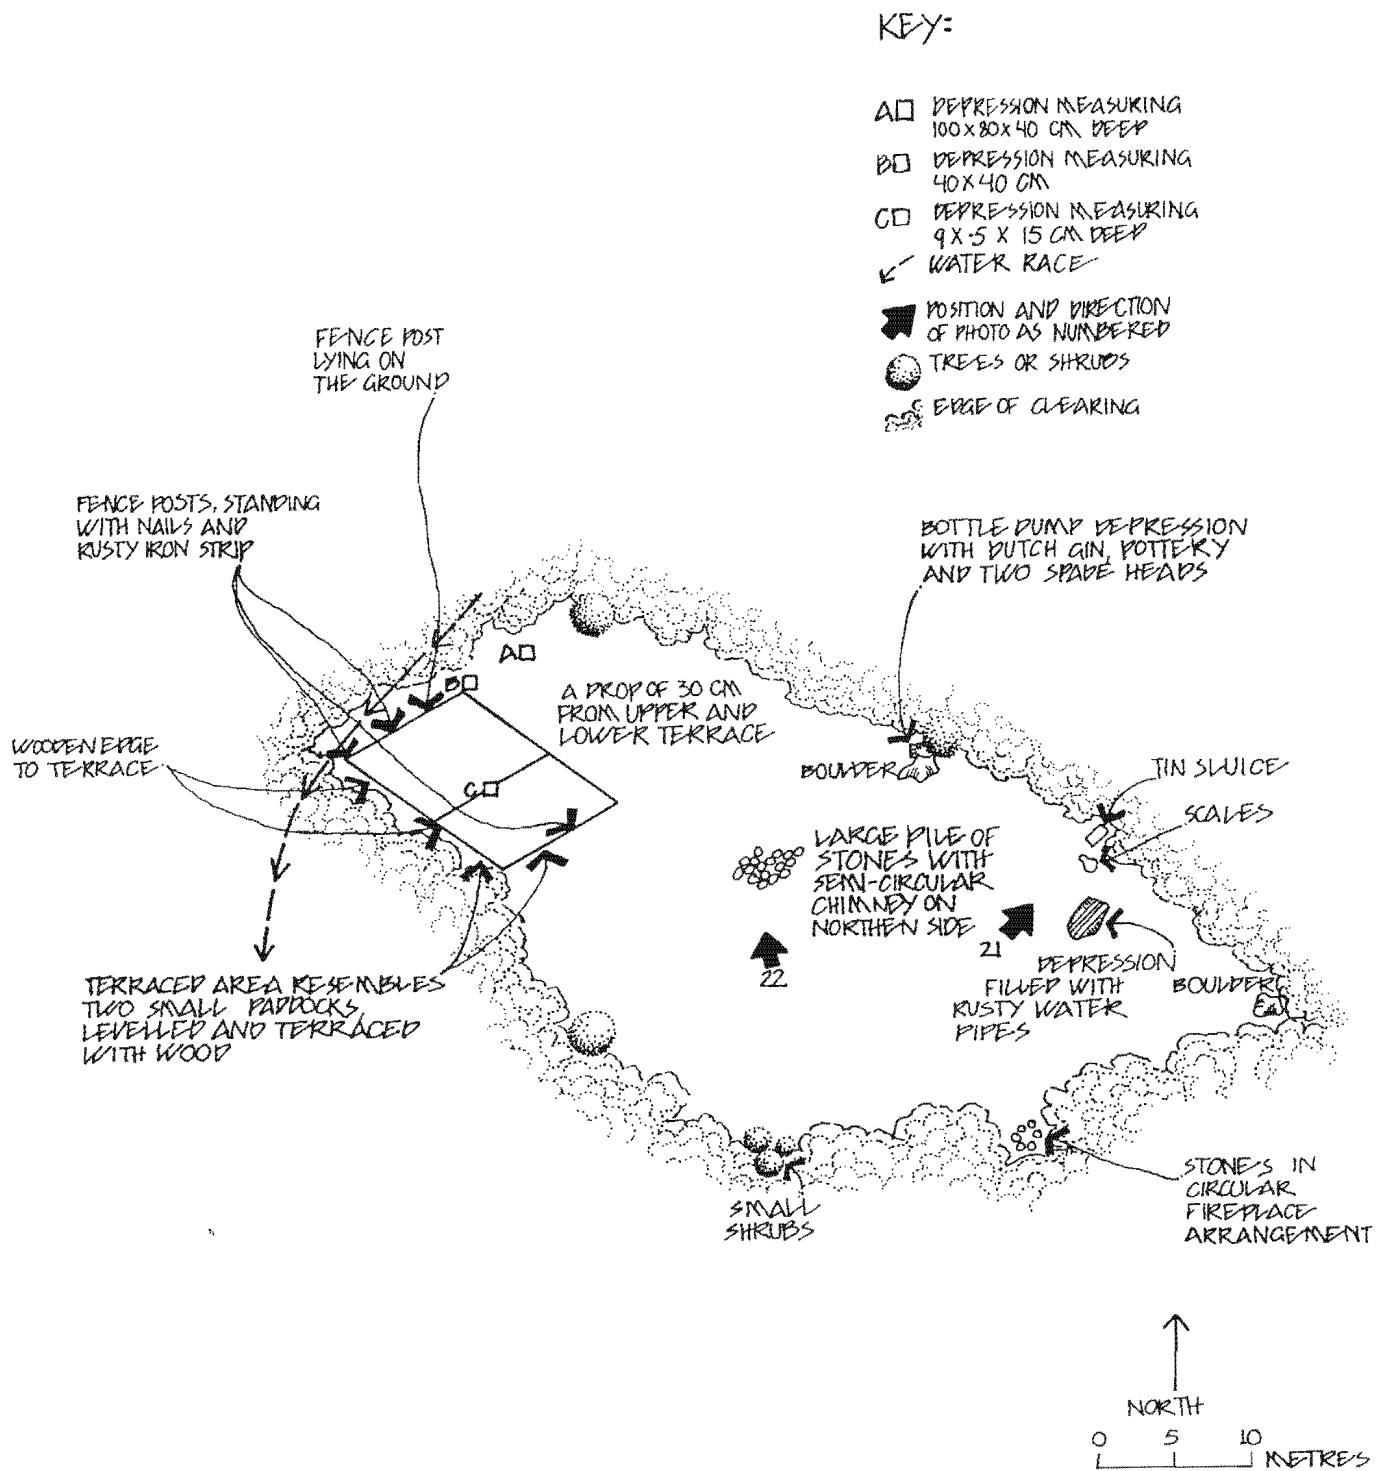 KEY:
A DEPRESSION MEASURING
100 X 80 X 40 CM DEEP
B DEPRESSION MEASURING
40 X 40 CM
C DEPRESSION MEASURING
9 X .5 X 15 CM DEEP
WATER RACE
POSITION AND DIRECTION
OF PHOTO AS NUMBERED
TREES OR SHRUBS
EDGE OF CLEARING
FENCE POST
LYING ON
THE GROUND
FENCE POSTS, STANDING
WITH NAILS AND
RUSTY IRON STRIP
BOTTLE DUMP DEPRESSION
WITH DUTCH GIN, POTTERY
AND TWO SPADE HEADS
A
B
A DROP OF 30 CM
FROM UPPER AND
LOWER TERRACE
WOODEN EDGE
TO TERRACE
C
BOULDER
TIN SLUICE
SCALES
LARGE PILE OF
STONES WITH
SEMI-CIRCULAR
CHIMNEY ON
NORTHEN SIDE
21
22
DEPRESSION
FILLED WITH
RUSTY WATER
PIPES
BOULDER
TERRACED AREA RESEMBLES
TWO SMALL PADDOCKS,
LEVELLED AND TERRACED
WITH WOOD
SMALL
SHRUBS
STONES IN
CIRCULAR
FIREPLACE
ARRANGEMENT
NORTH
0 5 10
METRES